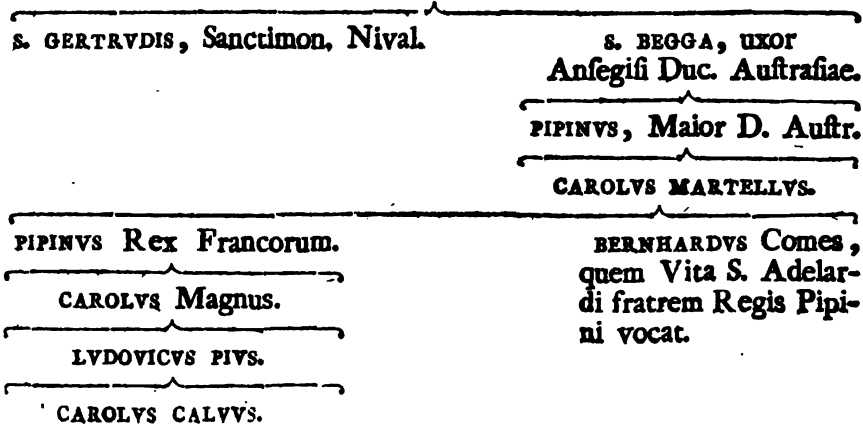 S. GERTRVDIS, Sanctimon. Nival.
S. BEGGA, uxor
Anſegiſi Duc. Auſtraſiae.
PIPINVS, Maior D. Auſtr.
CAROLVS MARTELLVS.
PIPINVS Rex Francorum.
CAROLVS Magnus.
LVDOVICVS PIVS.
CAROLVS CALVVS.
BERNHARDVS Comes,
quem Vita S. Adelar-
di fratrem Regis Pipi-
ni vocat.